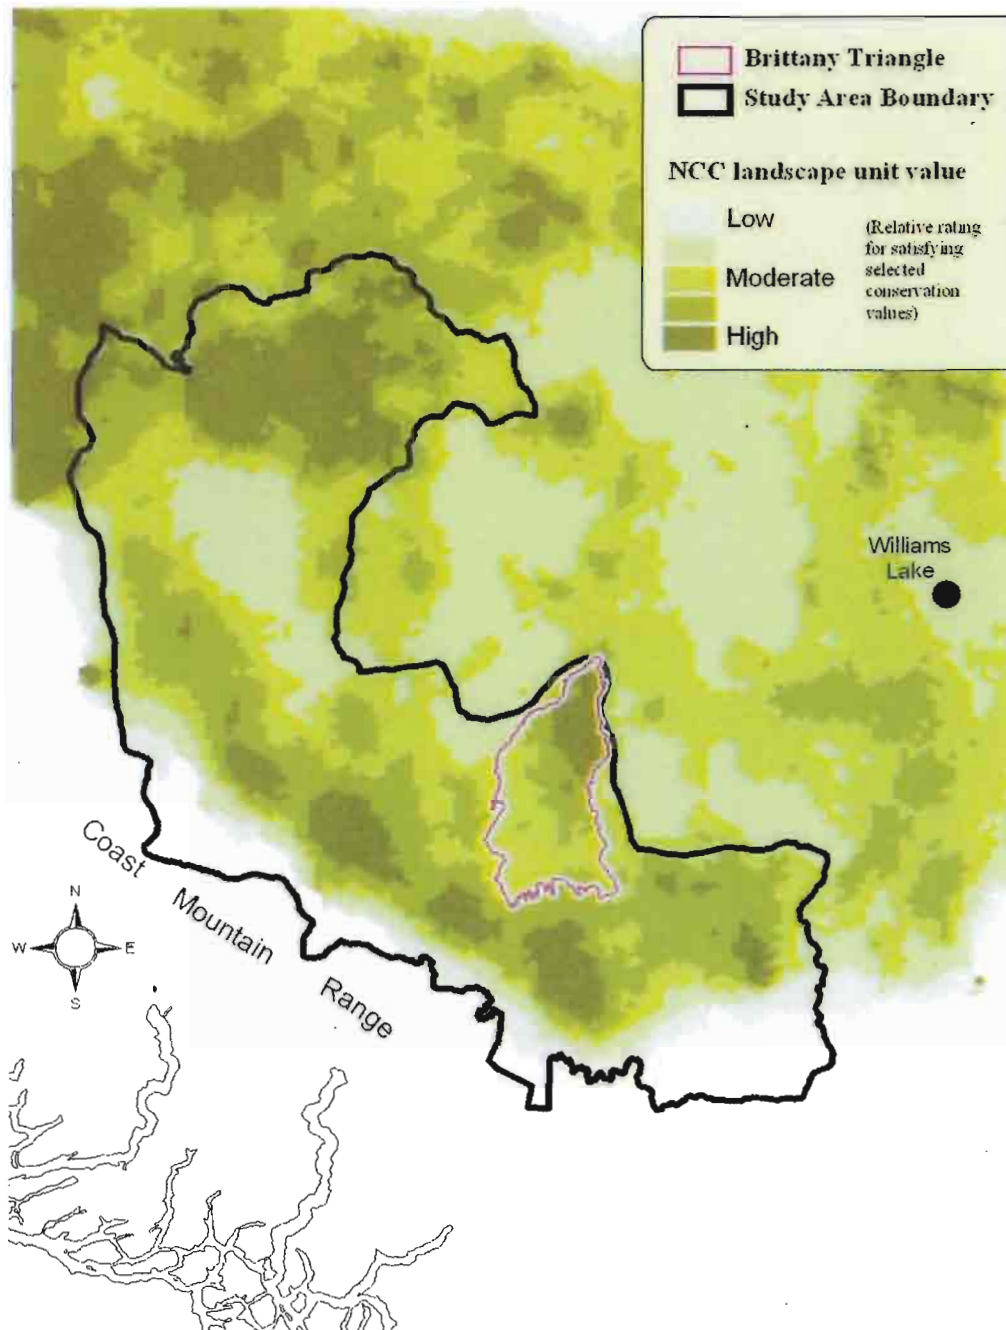 Brittany Triangle
Study Area Boundary
NCC landscape unit value
Low
Moderate
High
(Relative rating
for satisfying
selected
conservation
values)
Williams
Lake
Coast
Mountain
Range
N
W
E
S